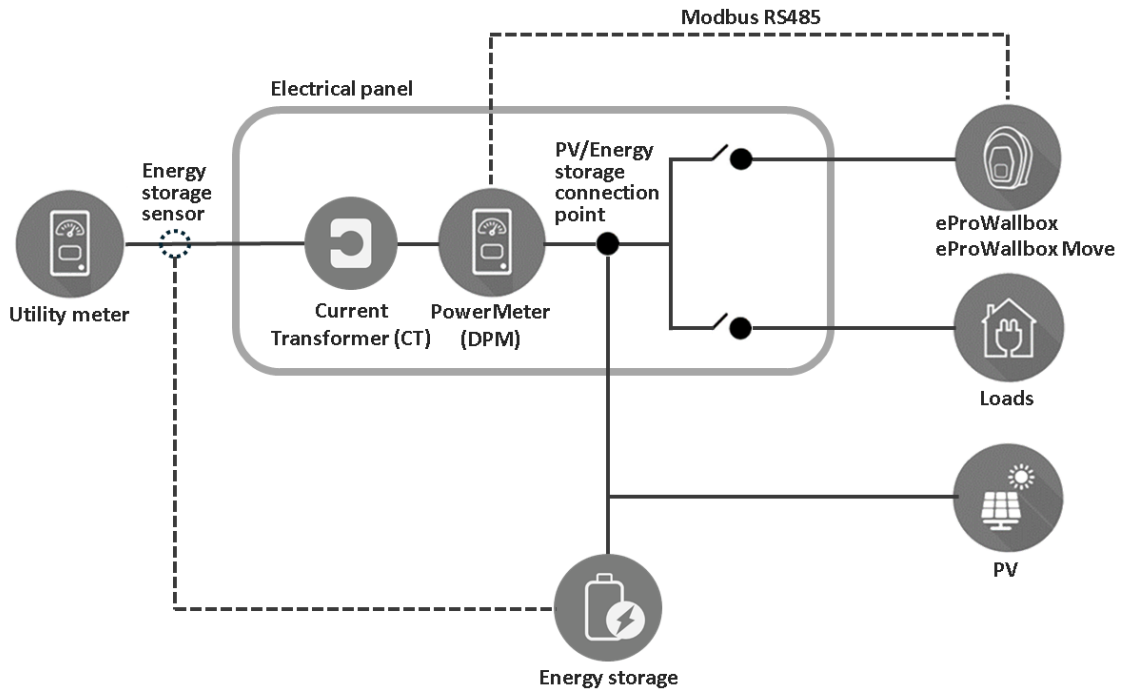 Modbus RS485
Electrical panel
Energy
storage
sensor
PV/Energy
storage
connection
point
eProWallbox
eProWallbox Move
Utility meter
Current
Transformer (CT)
PowerMeter
(DPM)
Loads
PV
Energy storage